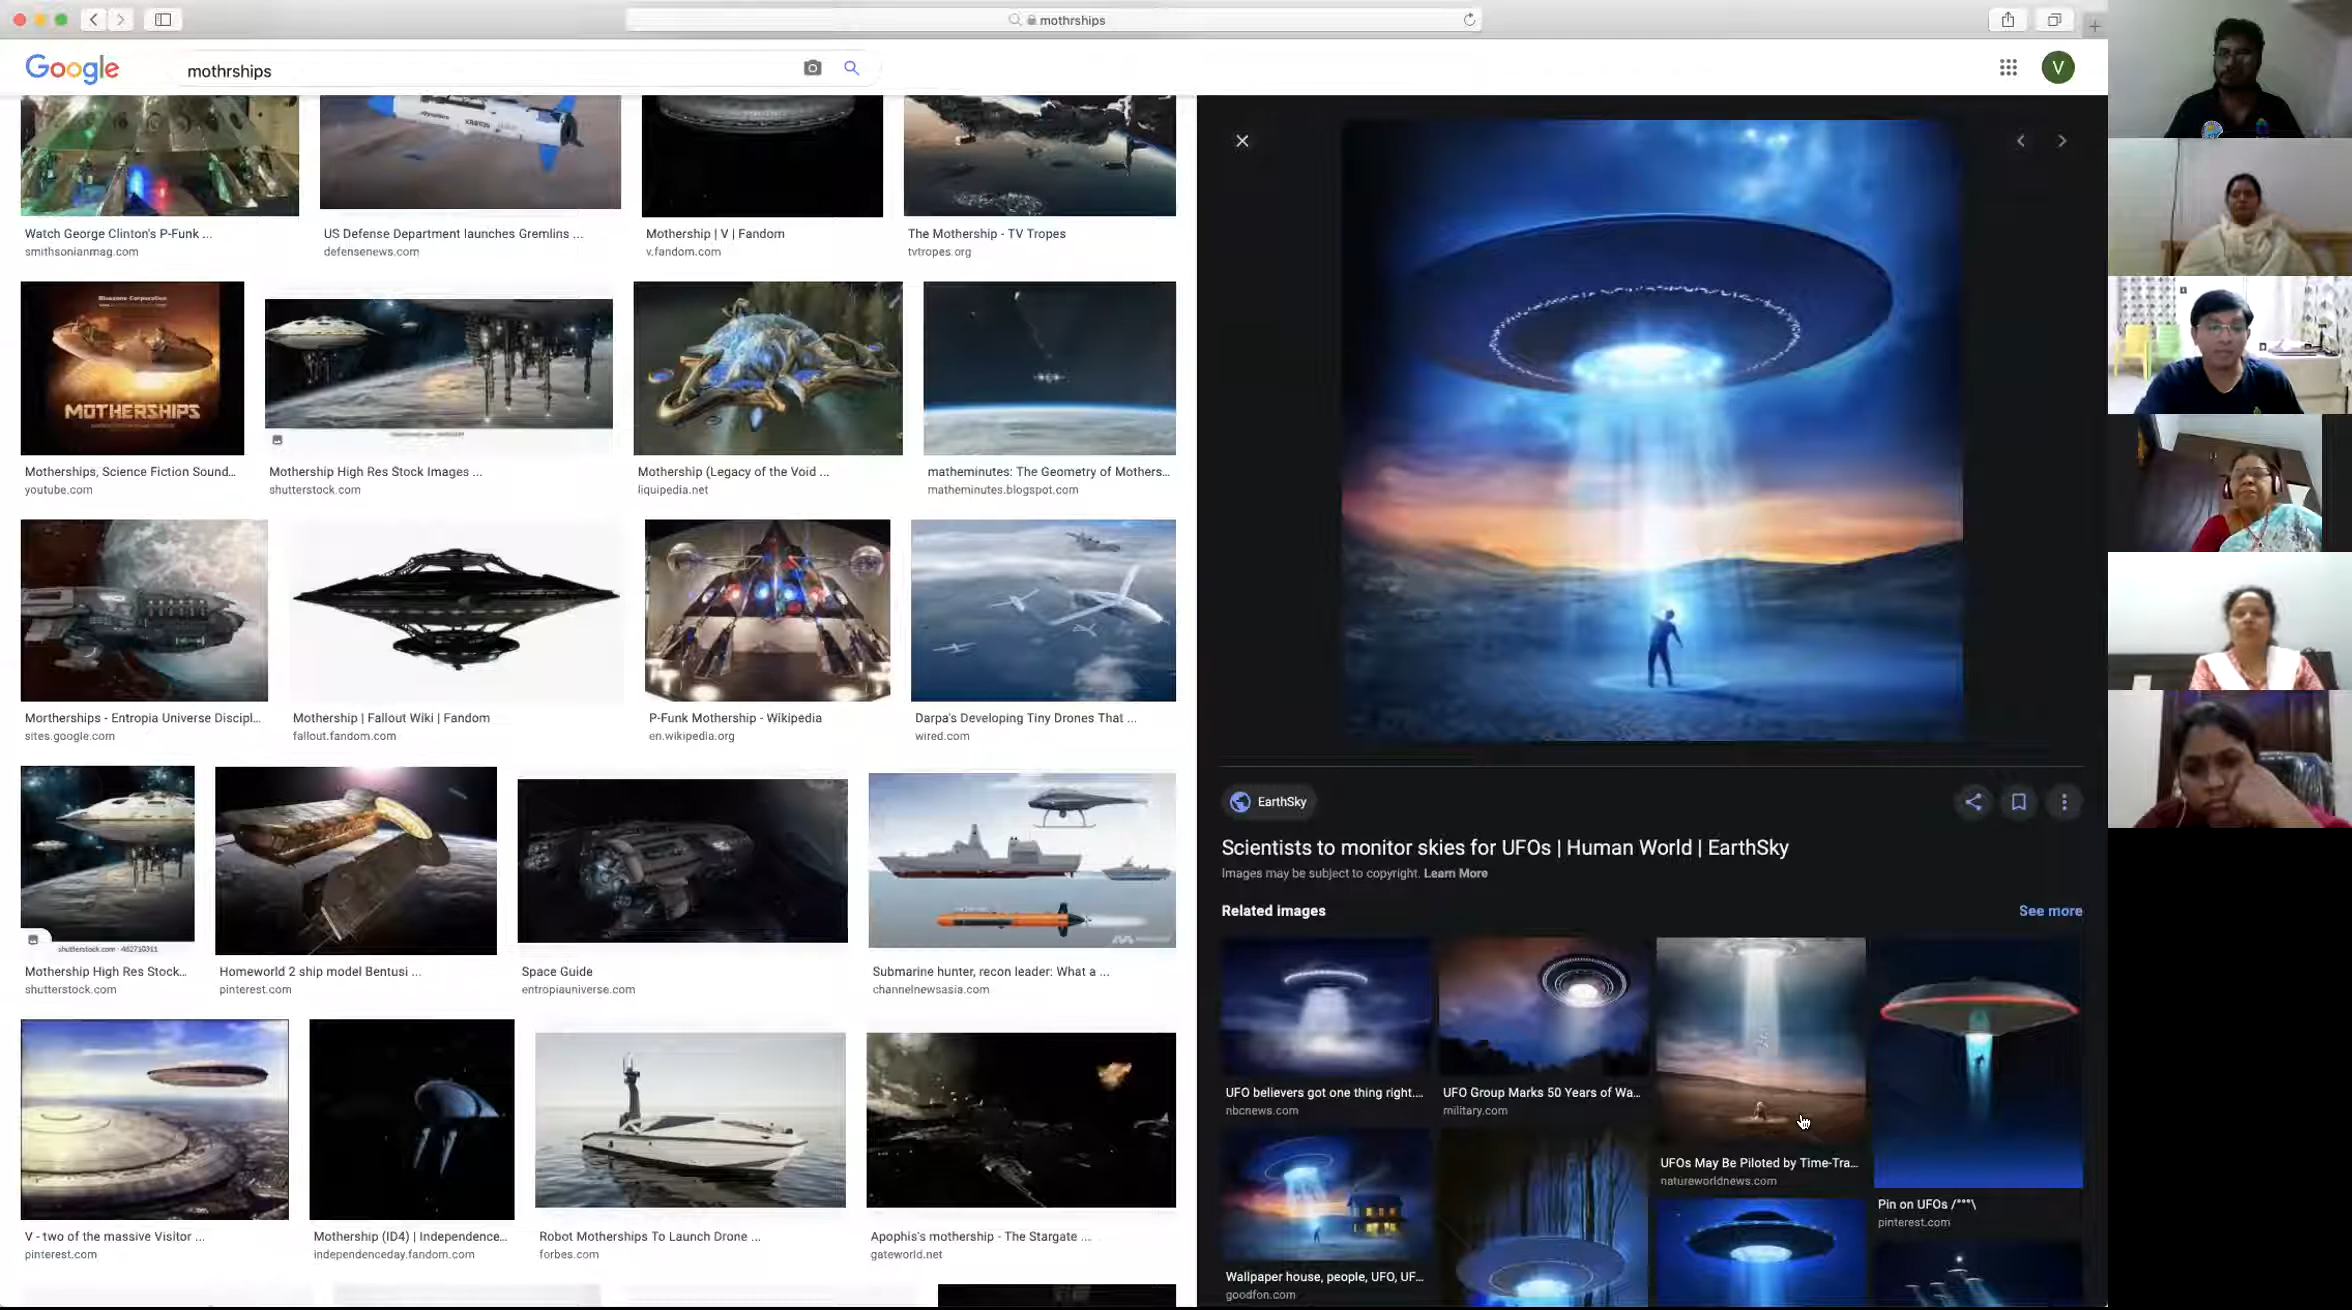 mothrships
Google
mothrships
V
Watch George Clinton's P-Funk ...
smithsonianmag.com
US Defense Department launches Gremlins ...
defensenews.com
Mothership | V | Fandom
v.fandom.com
The Mothership - TV Tropes
tvtropes.org
Bluezone Corporation
MOTHERSHIPS
Motherships, Science Fiction Sound...
youtube.com
Mothership High Res Stock Images ...
shutterstock.com
Mothership (Legacy of the Void ...
liquipedia.net
matheminutes: The Geometry of Mothers...
matheminutes.blogspot.com
Mortherships - Entropia Universe Discipl...
sites.google.com
Mothership | Fallout Wiki | Fandom
fallout.fandom.com
P-Funk Mothership - Wikipedia
en.wikipedia.org
Darpa's Developing Tiny Drones That ...
wired.com
Mothership High Res Stock...
shutterstock.com
Homeworld 2 ship model Bentusi ...
pinterest.com
Space Guide
entropiauniverse.com
Submarine hunter, recon leader: What a ...
channelnewsasia.com
V - two of the massive Visitor ...
pinterest.com
Mothership (ID4) | Independence...
independenceday.fandom.com
Robot Motherships To Launch Drone ...
forbes.com
Apophis's mothership - The Stargate ...
gateworld.net
EarthSky
Scientists to monitor skies for UFOs | Human World | EarthSky
Images may be subject to copyright. Learn More
Related images
See more
UFO believers got one thing right....
nbcnews.com
UFO Group Marks 50 Years of Wa...
military.com
UFOs May Be Piloted by Time-Tra...
natureworldnews.com
Pin on UFOs /***\
pinterest.com
Wallpaper house, people, UFO, UF...
goodfon.com